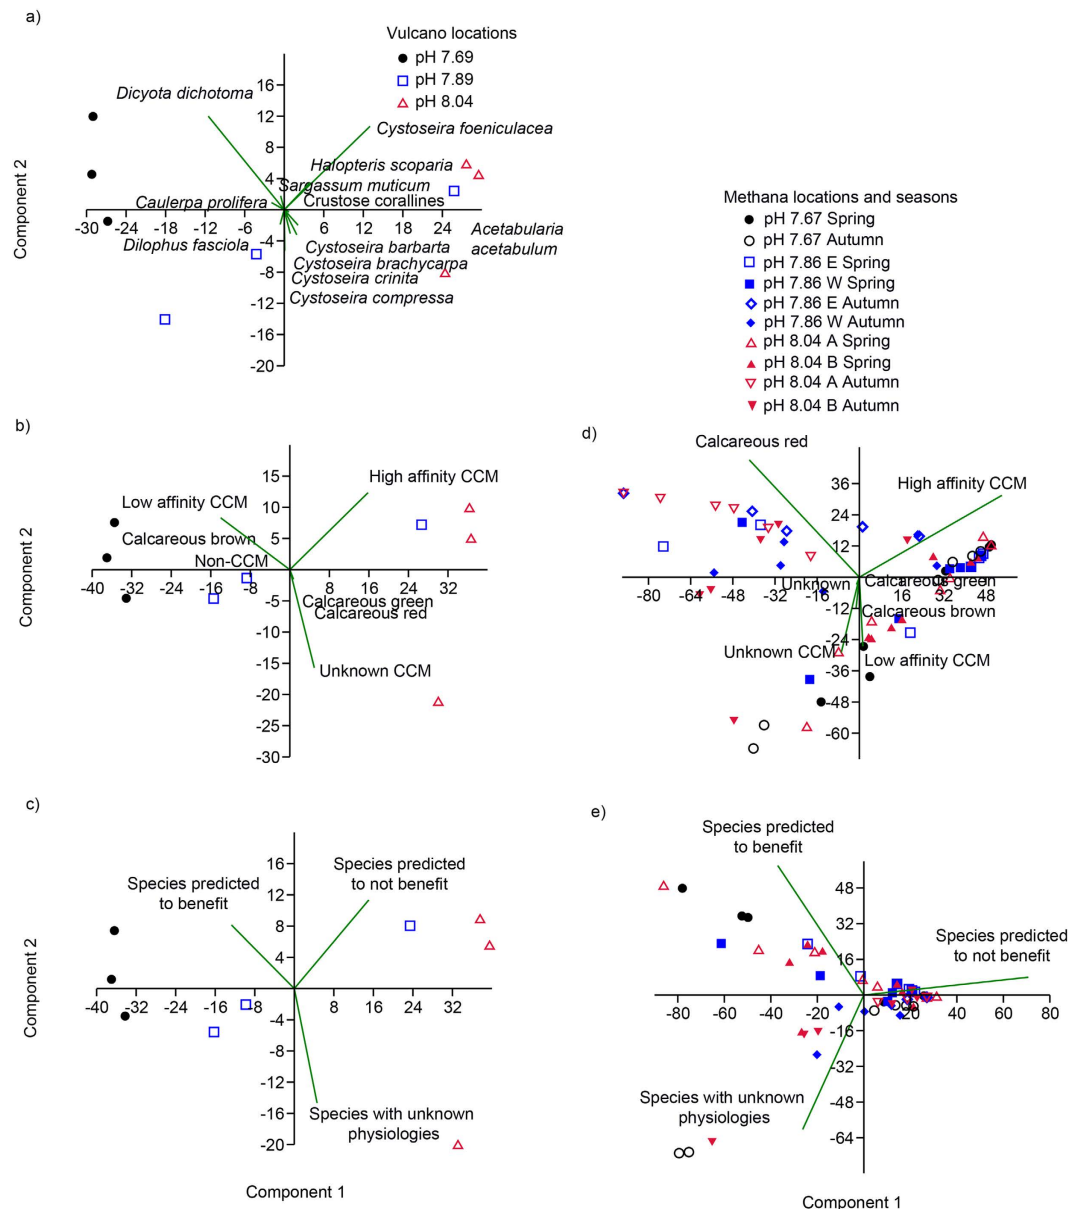 a)
Vulcano locations
pH 7.69
pH 7.89
pH 8.04
Dicyota dichotoma
Cystoseira foeniculacea
Halopteris scoparia
Sargassum muticum
Crustose corallines
Caulerpa prolifera
Dilophus fasciola
Acetabularia
acetabulum
Cystoseira barbarta
Cystoseira brachycarpa
Cystoseira crinita
Cystoseira compressa
Component 2
16
12
8
4
-4
-8
-12
-16
-20
-30 -24 -18 -12 -6 6 12 18 24
Methana locations and seasons
pH 7.67 Spring
pH 7.67 Autumn
pH 7.86 E Spring
pH 7.86 W Spring
pH 7.86 E Autumn
pH 7.86 W Autumn
pH 8.04 A Spring
pH 8.04 B Spring
pH 8.04 A Autumn
pH 8.04 B Autumn
b)
High affinity CCM
Low affinity CCM
Calcareous brown
Non-CCM
Calcareous green
Calcareous red
Unknown CCM
Component 2
15
10
5
-5
-10
-15
-20
-25
-30
-40 -32 -24 -16 -8 8 16 24 32
d)
Calcareous red
High affinity CCM
Unknown
Calcareous green
Calcareous brown
Unknown CCM
Low affinity CCM
36
24
12
-12
-24
-36
-48
-60
-80 -64 -48 -32 -16 16 32 48
c)
Species predicted
to not benefit
Species predicted
to benefit
Species with unknown
physiologies
Component 2
16
12
8
4
-4
-8
-12
-16
-20
-40 -32 -24 -16 -8 8 16 24 32
Component 1
e)
Species predicted
to benefit
Species predicted
to not benefit
Species with unknown
physiologies
48
32
16
-16
-32
-48
-64
-80 -60 -40 -20 20 40 60 80
Component 1